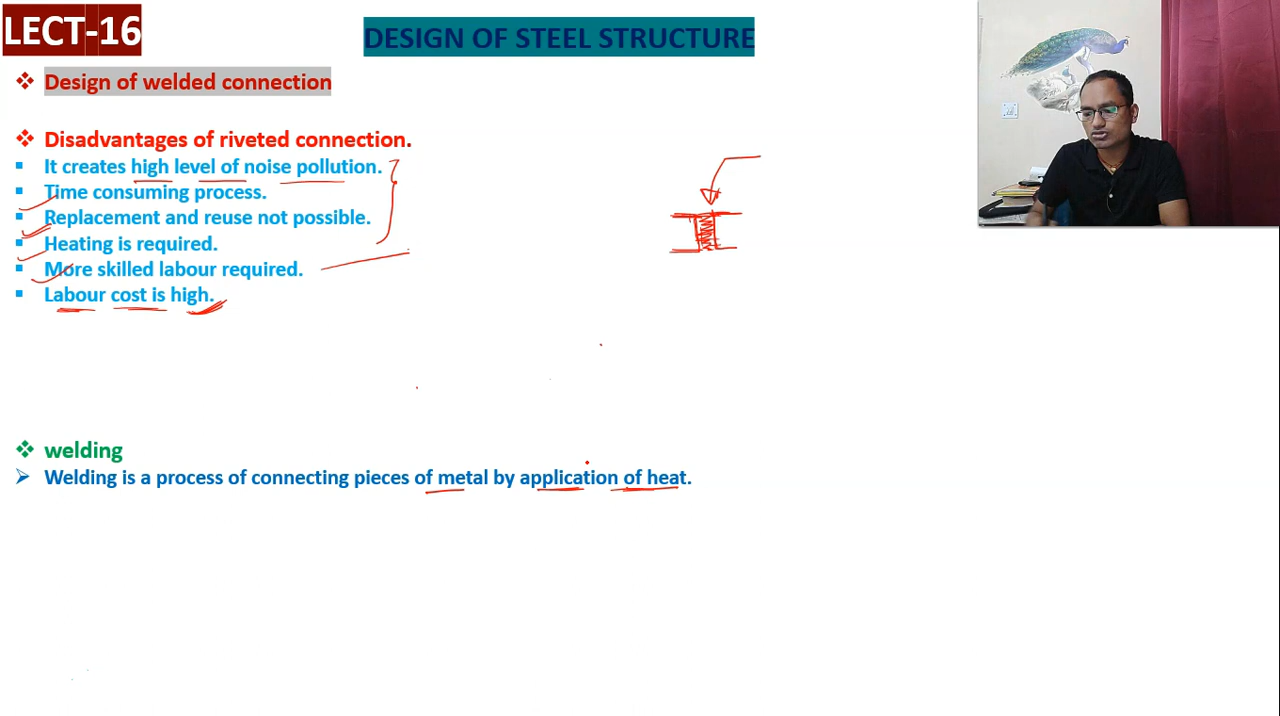 LECT-16
DESIGN OF STEEL STRUCTURE
Design of welded connection
Disadvantages of riveted connection.
It creates high level of noise pollution.
Time consuming process.
Replacement and reuse not possible.
Heating is required.
More skilled labour required.
Labour cost is high.
welding
Welding is a process of connecting pieces of metal by application of heat.